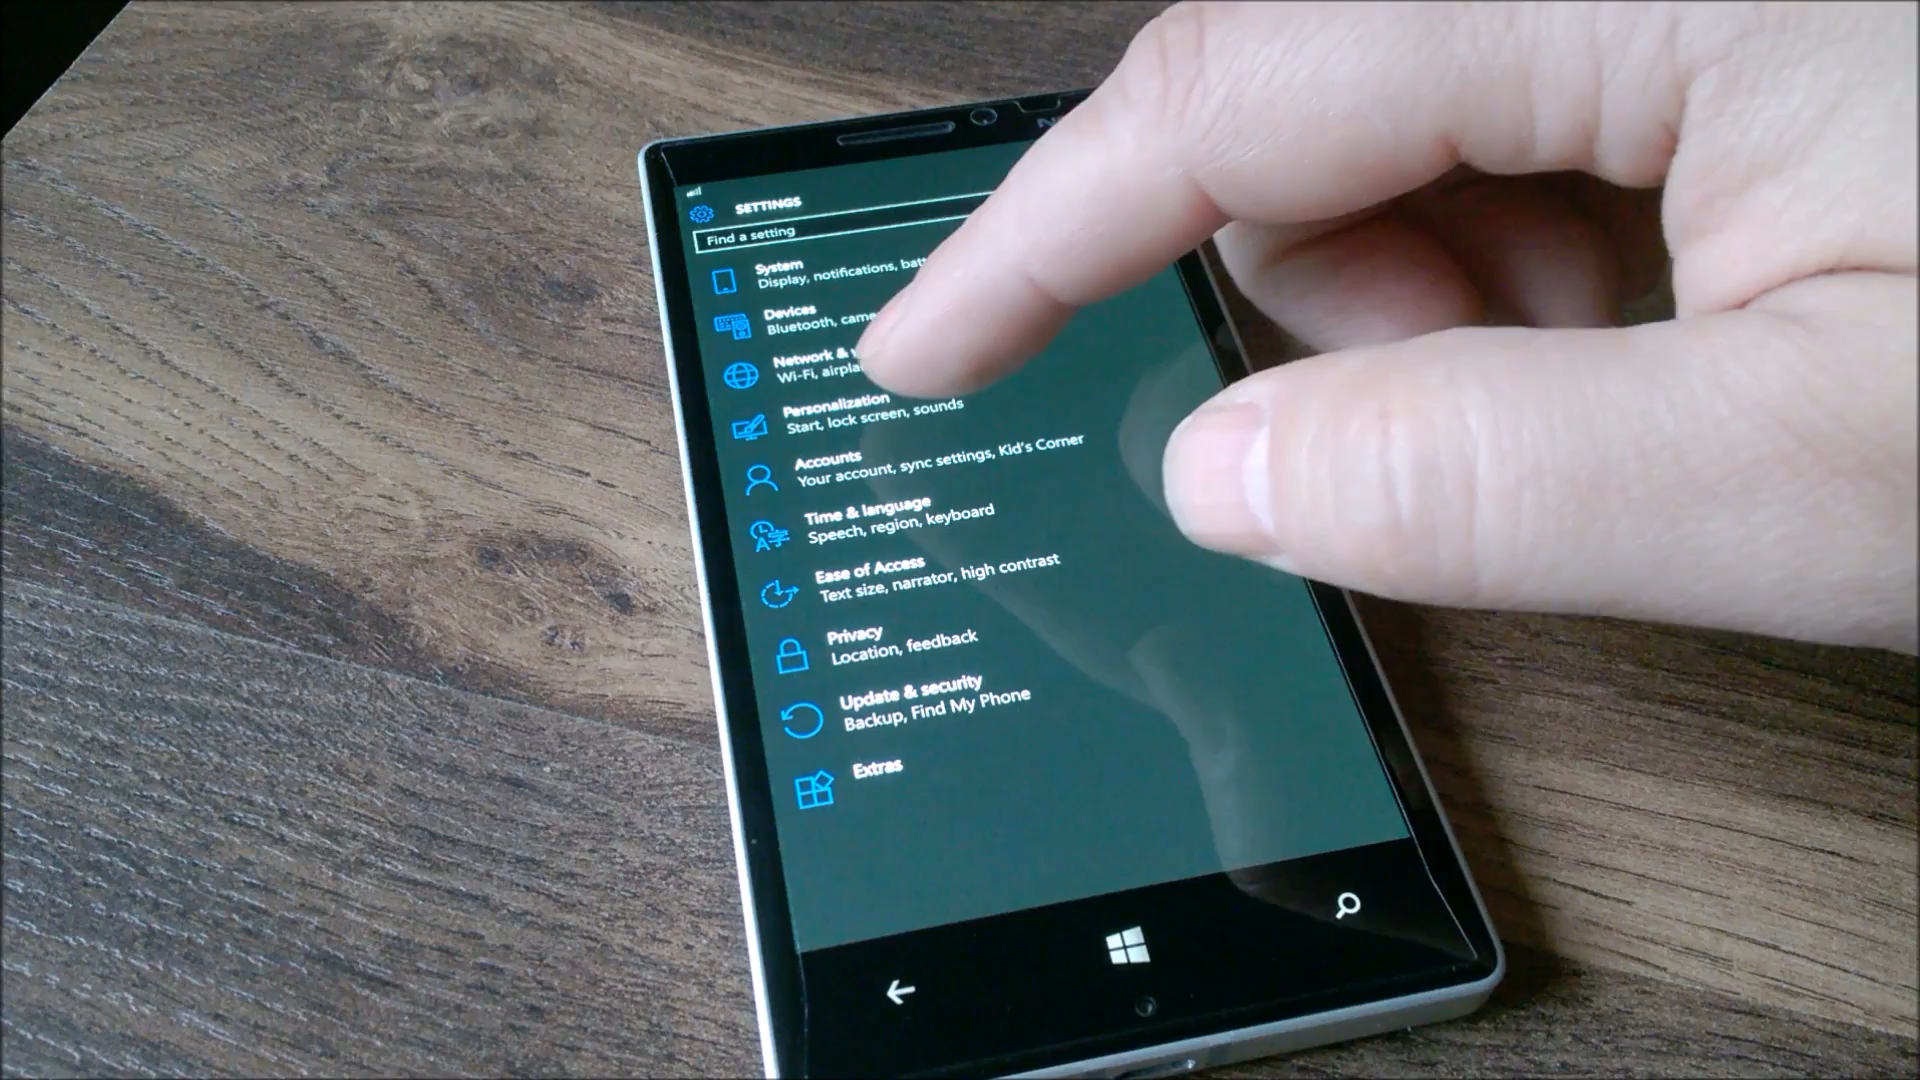 SETTINGS
Find a setting
System
Display, notifications,
Devices
Bluetooth,
Network &
Wi-Fi,
Personalization
Start, lock screen, sounds
Accounts
Your account, sync settings, Kid's Corner
Time & language
Speech, region, keyboard
Ease of Access
Text size, narrator, high contrast
Privacy
Location, feedback
Update & security
Backup, Find My Phone
Extras